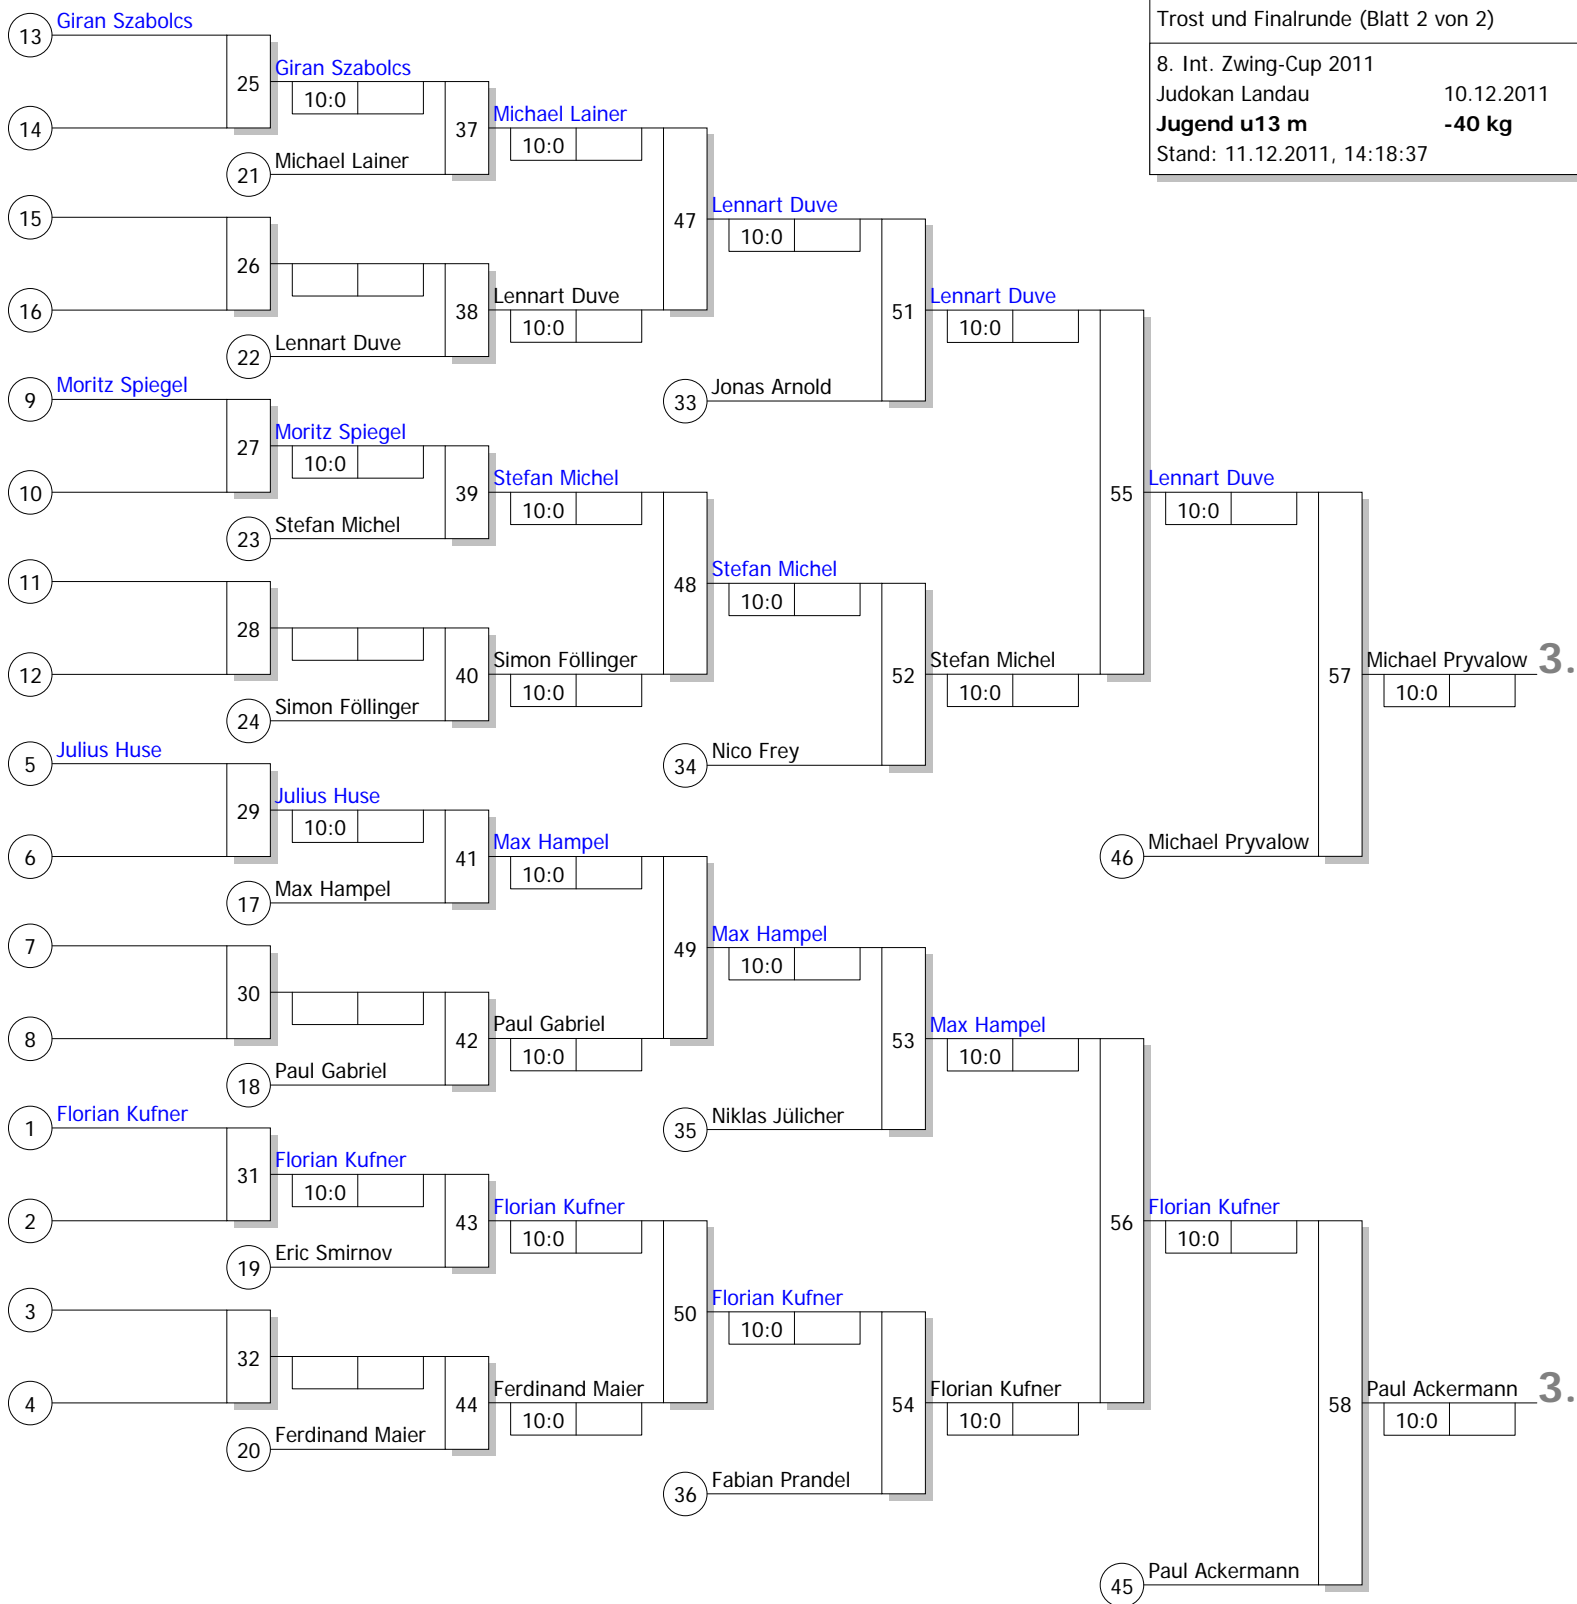 Trost und Finalrunde (Blatt 2 von 2)
8. Int. Zwing-Cup 2011
Judokan Landau 10.12.2011
Jugend u13 m -40 kg
Stand: 11.12.2011, 14:18:37
13 Giran Szabolcs
25 Giran Szabolcs
10:0
14
37 Michael Lainer
10:0
21 Michael Lainer
15
47 Lennart Duve
10:0
26
16
38 Lennart Duve
10:0
22 Lennart Duve
51 Lennart Duve
10:0
33 Jonas Arnold
9 Moritz Spiegel
27 Moritz Spiegel
10:0
10
39 Stefan Michel
10:0
23 Stefan Michel
55 Lennart Duve
10:0
11
48 Stefan Michel
10:0
28
12
40 Simon Föllinger
10:0
24 Simon Föllinger
52 Stefan Michel
10:0
34 Nico Frey
57 Michael Pryvalow 3.
10:0
5 Julius Huse
29 Julius Huse
10:0
6
41 Max Hampel
10:0
17 Max Hampel
46 Michael Pryvalow
7
49 Max Hampel
10:0
30
8
42 Paul Gabriel
10:0
18 Paul Gabriel
53 Max Hampel
10:0
35 Niklas Jülicher
1 Florian Kufner
31 Florian Kufner
10:0
2
43 Florian Kufner
10:0
19 Eric Smirnov
56 Florian Kufner
10:0
3
50 Florian Kufner
10:0
32
4
44 Ferdinand Maier
10:0
20 Ferdinand Maier
54 Florian Kufner
10:0
36 Fabian Prandel
58 Paul Ackermann 3.
10:0
45 Paul Ackermann